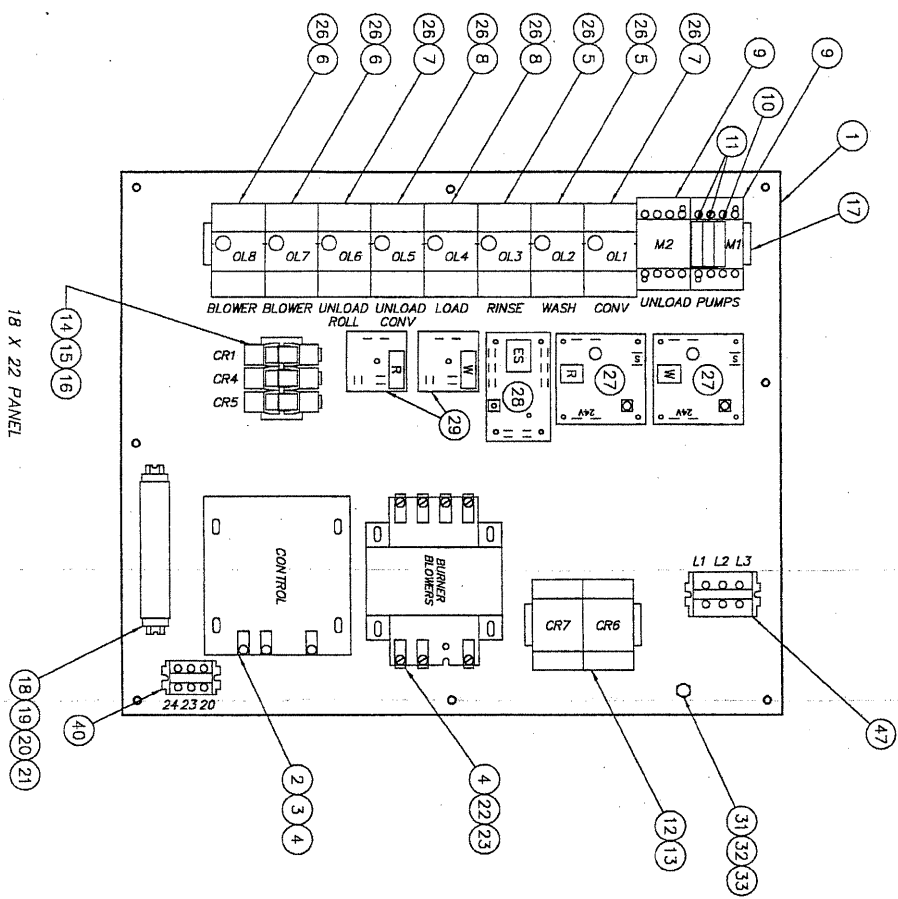 26 6
26 6
26 7
26 8
26 8
26 5
26 5
26 7
9
11
10
9
1
17
OL8
OL7
OL6
OL5
OL4
OL3
OL2
OL1
M2
M1
BLOWER
BLOWER
UNLOAD
ROLL
UNLOAD
CONV
LOAD
RINSE
WASH
CONV
UNLOAD PUMPS
14
15
16
CR1
CR4
CR5
R
W
29
ES
28
R
27
24V
S
W
27
24V
S
18 X 22 PANEL
CONTROL
BURNER
BLOWERS
CR7
CR6
L1 L2 L3
24 23 20
18
19
20
21
40
2
3
4
4
22
23
12
13
31
32
33
47